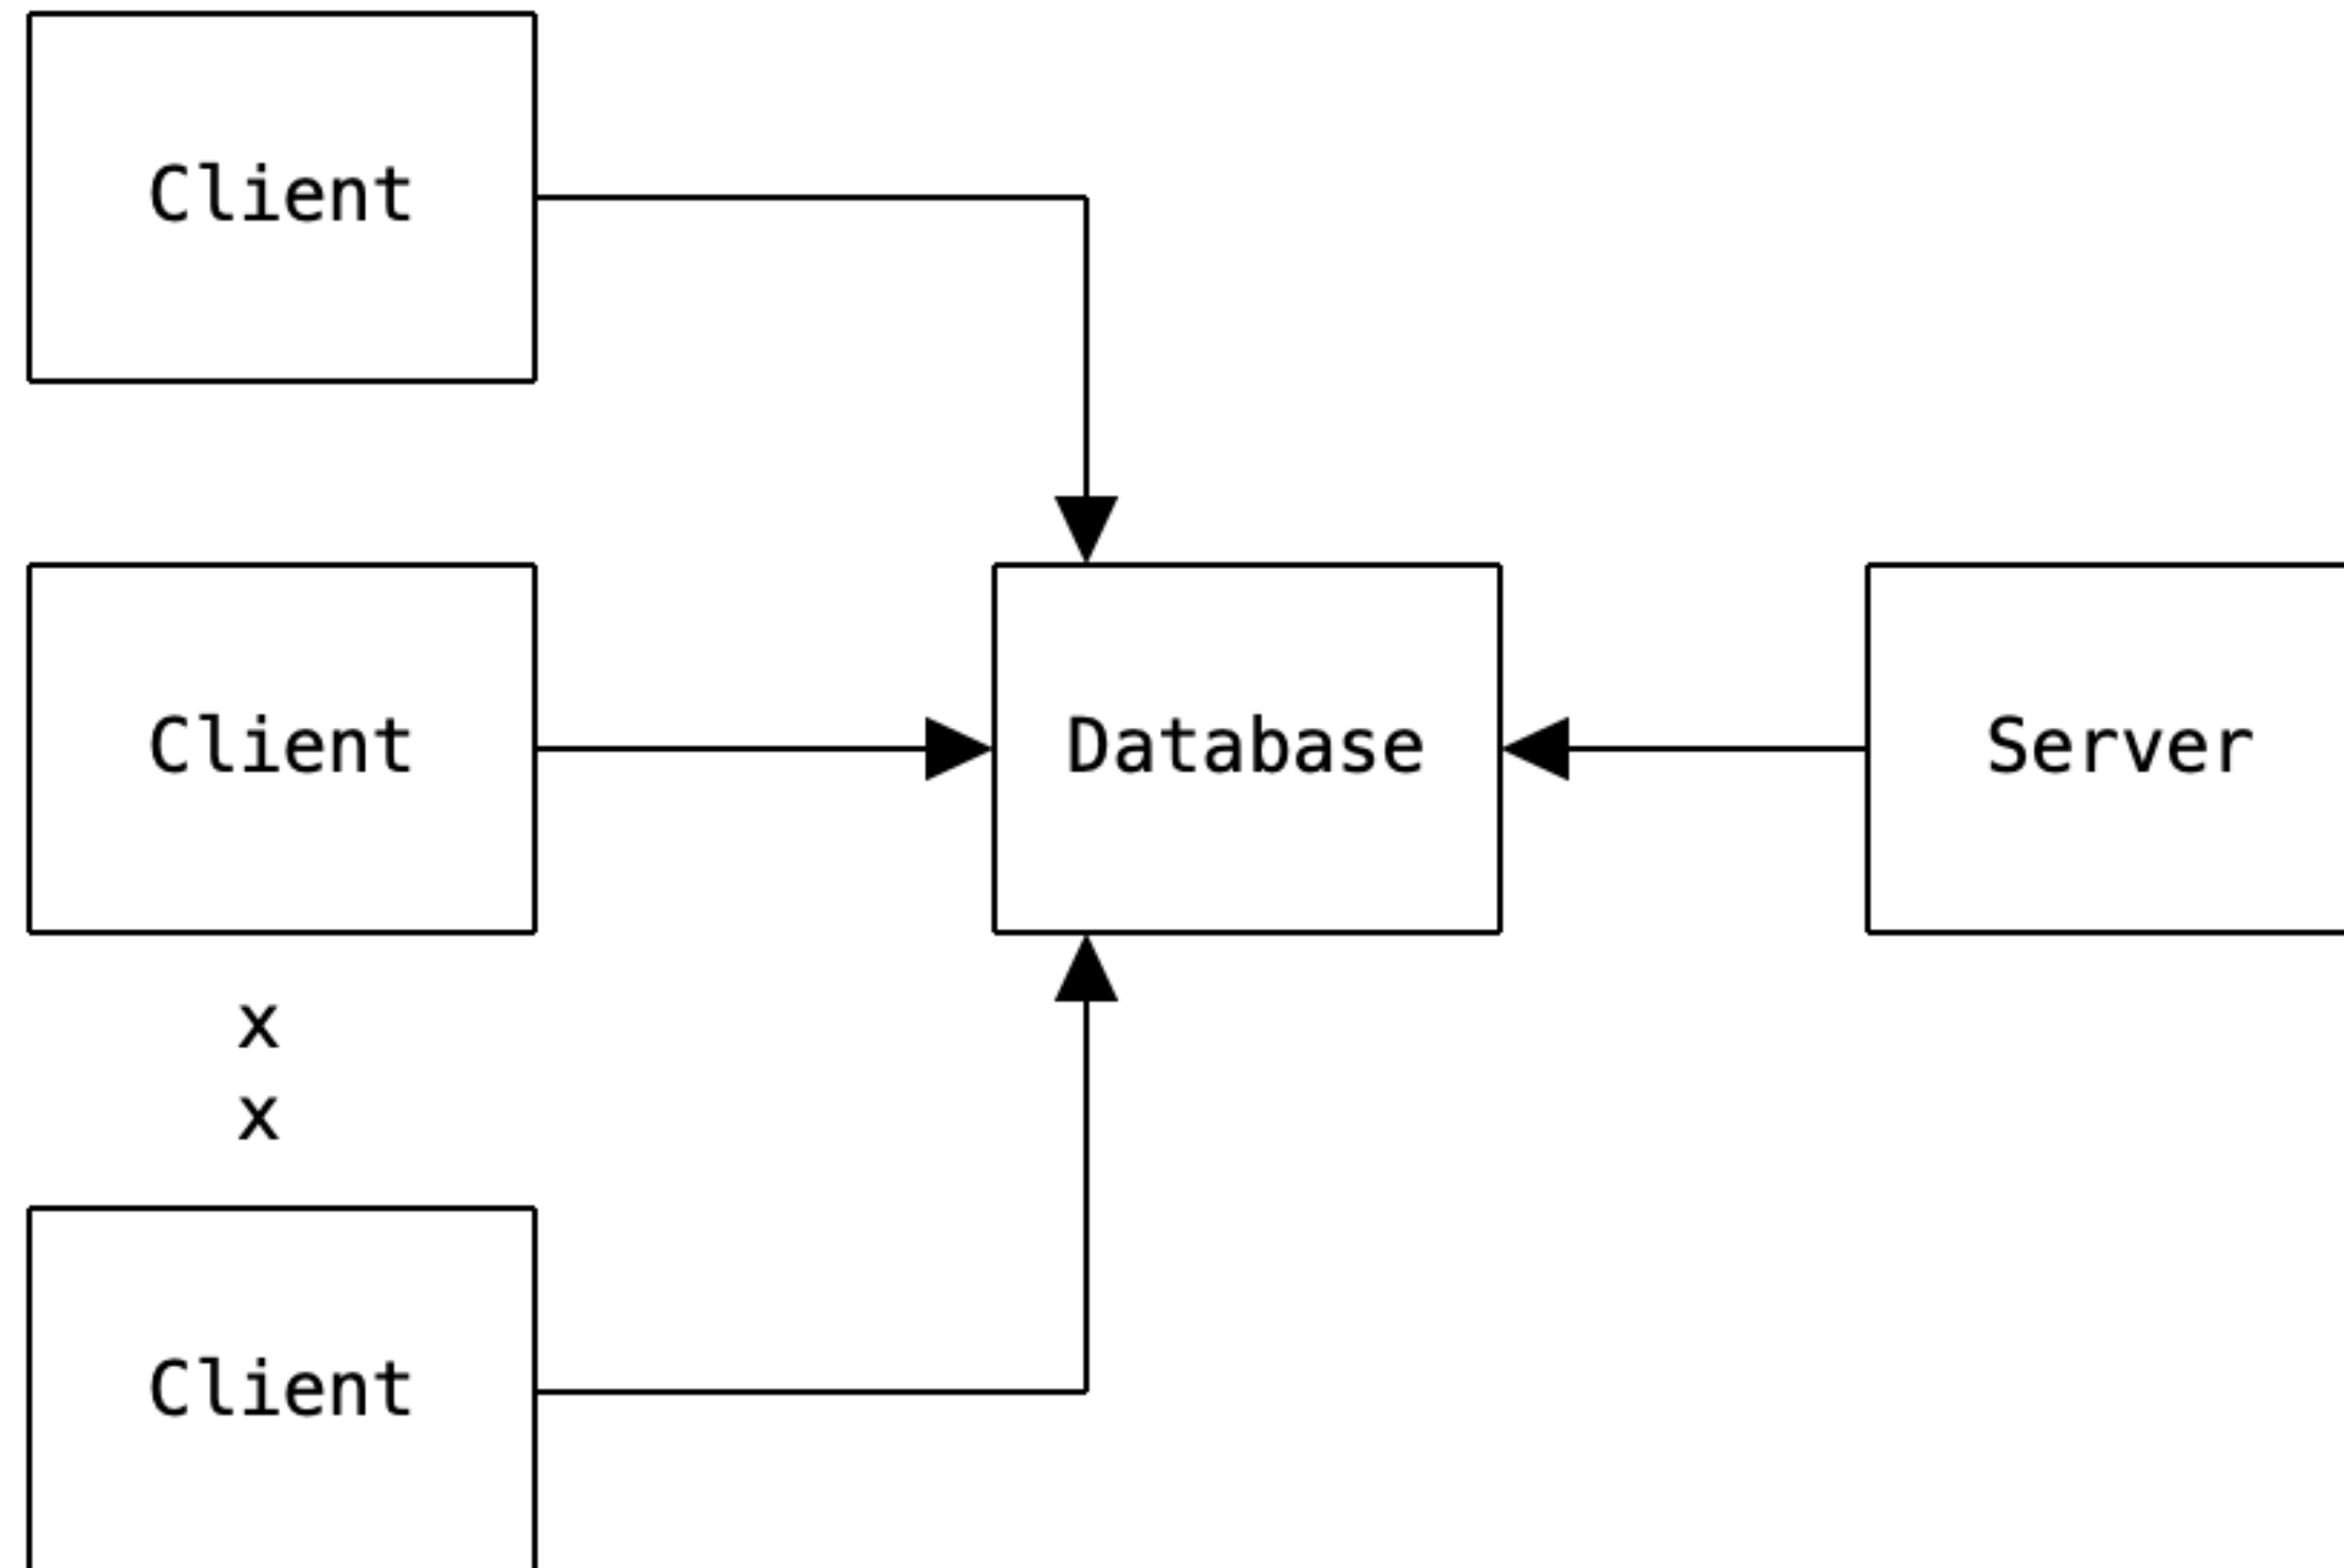 Client
Client
Database
Server
x
x
Client